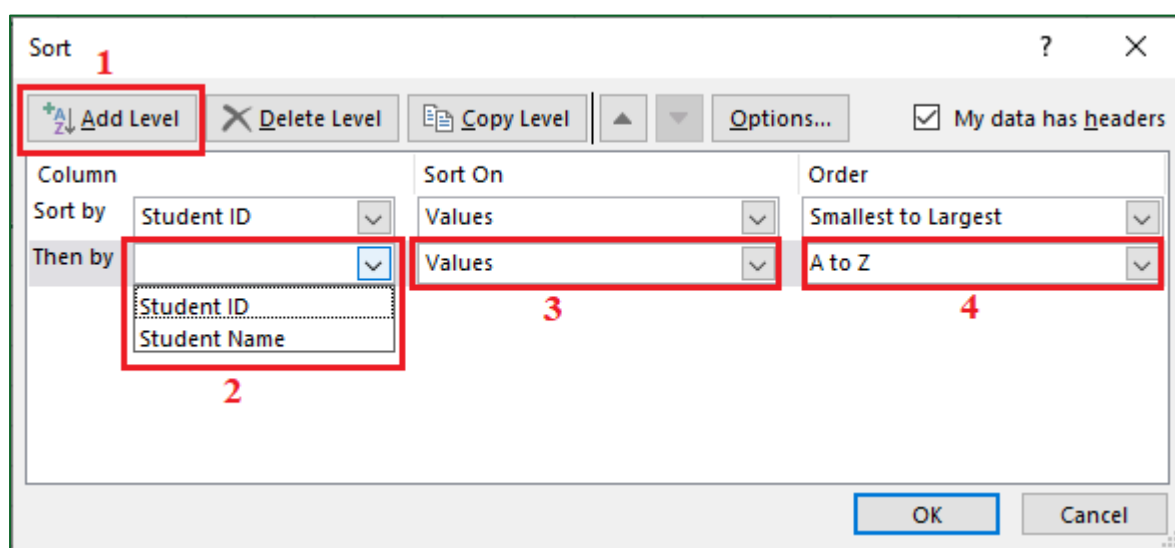 Sort
?
1
Add Level Delete Level Copy Level Options... My data has headers
Column Sort On Order
Sort by Student ID Values Smallest to Largest
Then by Values A to Z
Student ID
Student Name
3
4
2
OK Cancel